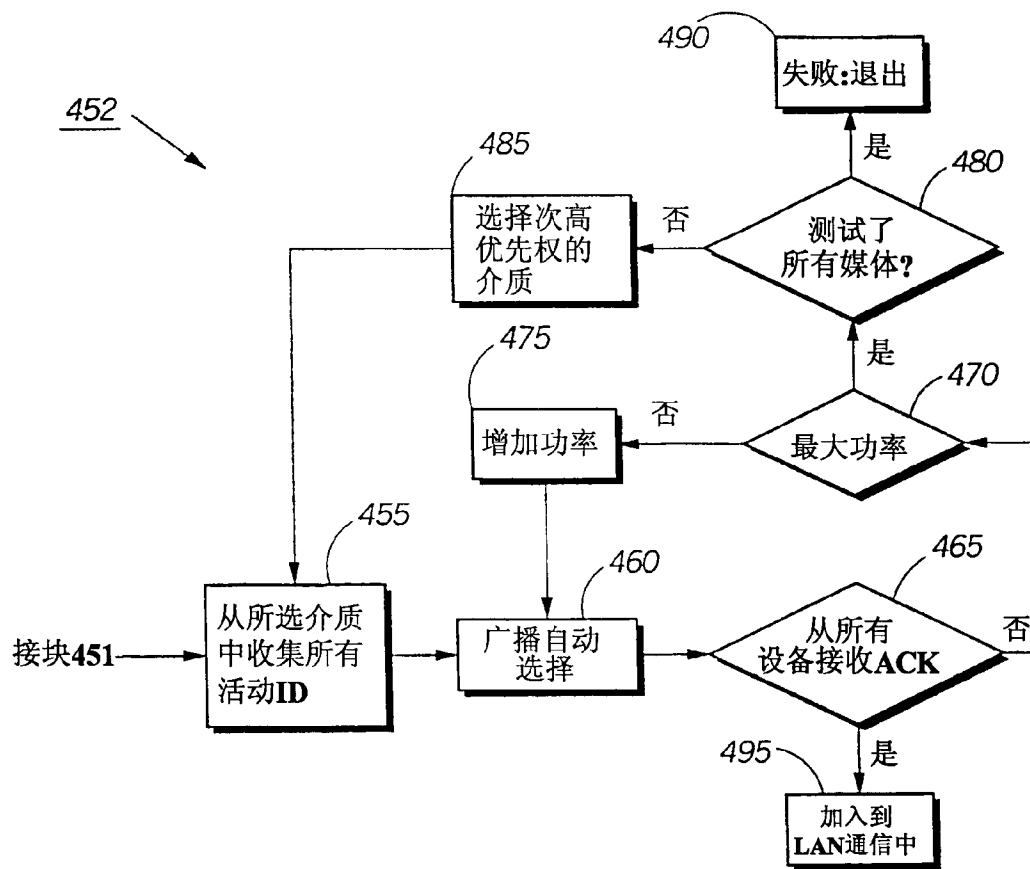 490
失败:退出
452
是
485
480
选择次高
优先权的
介质
否
测试了
所有媒体?
475
是
470
增加功率
否
最大功率
455
460
465
从所选介质
中收集所有
活动ID
接块451
广播自动
选择
从所有
设备接收ACK
否
495
是
加入到
LAN通信中